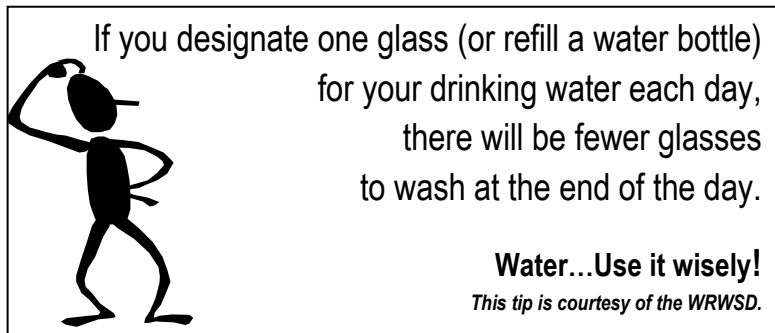 If you designate one glass (or refill a water bottle)
for your drinking water each day,
there will be fewer glasses
to wash at the end of the day.
Water…Use it wisely!
This tip is courtesy of the WRWSD.